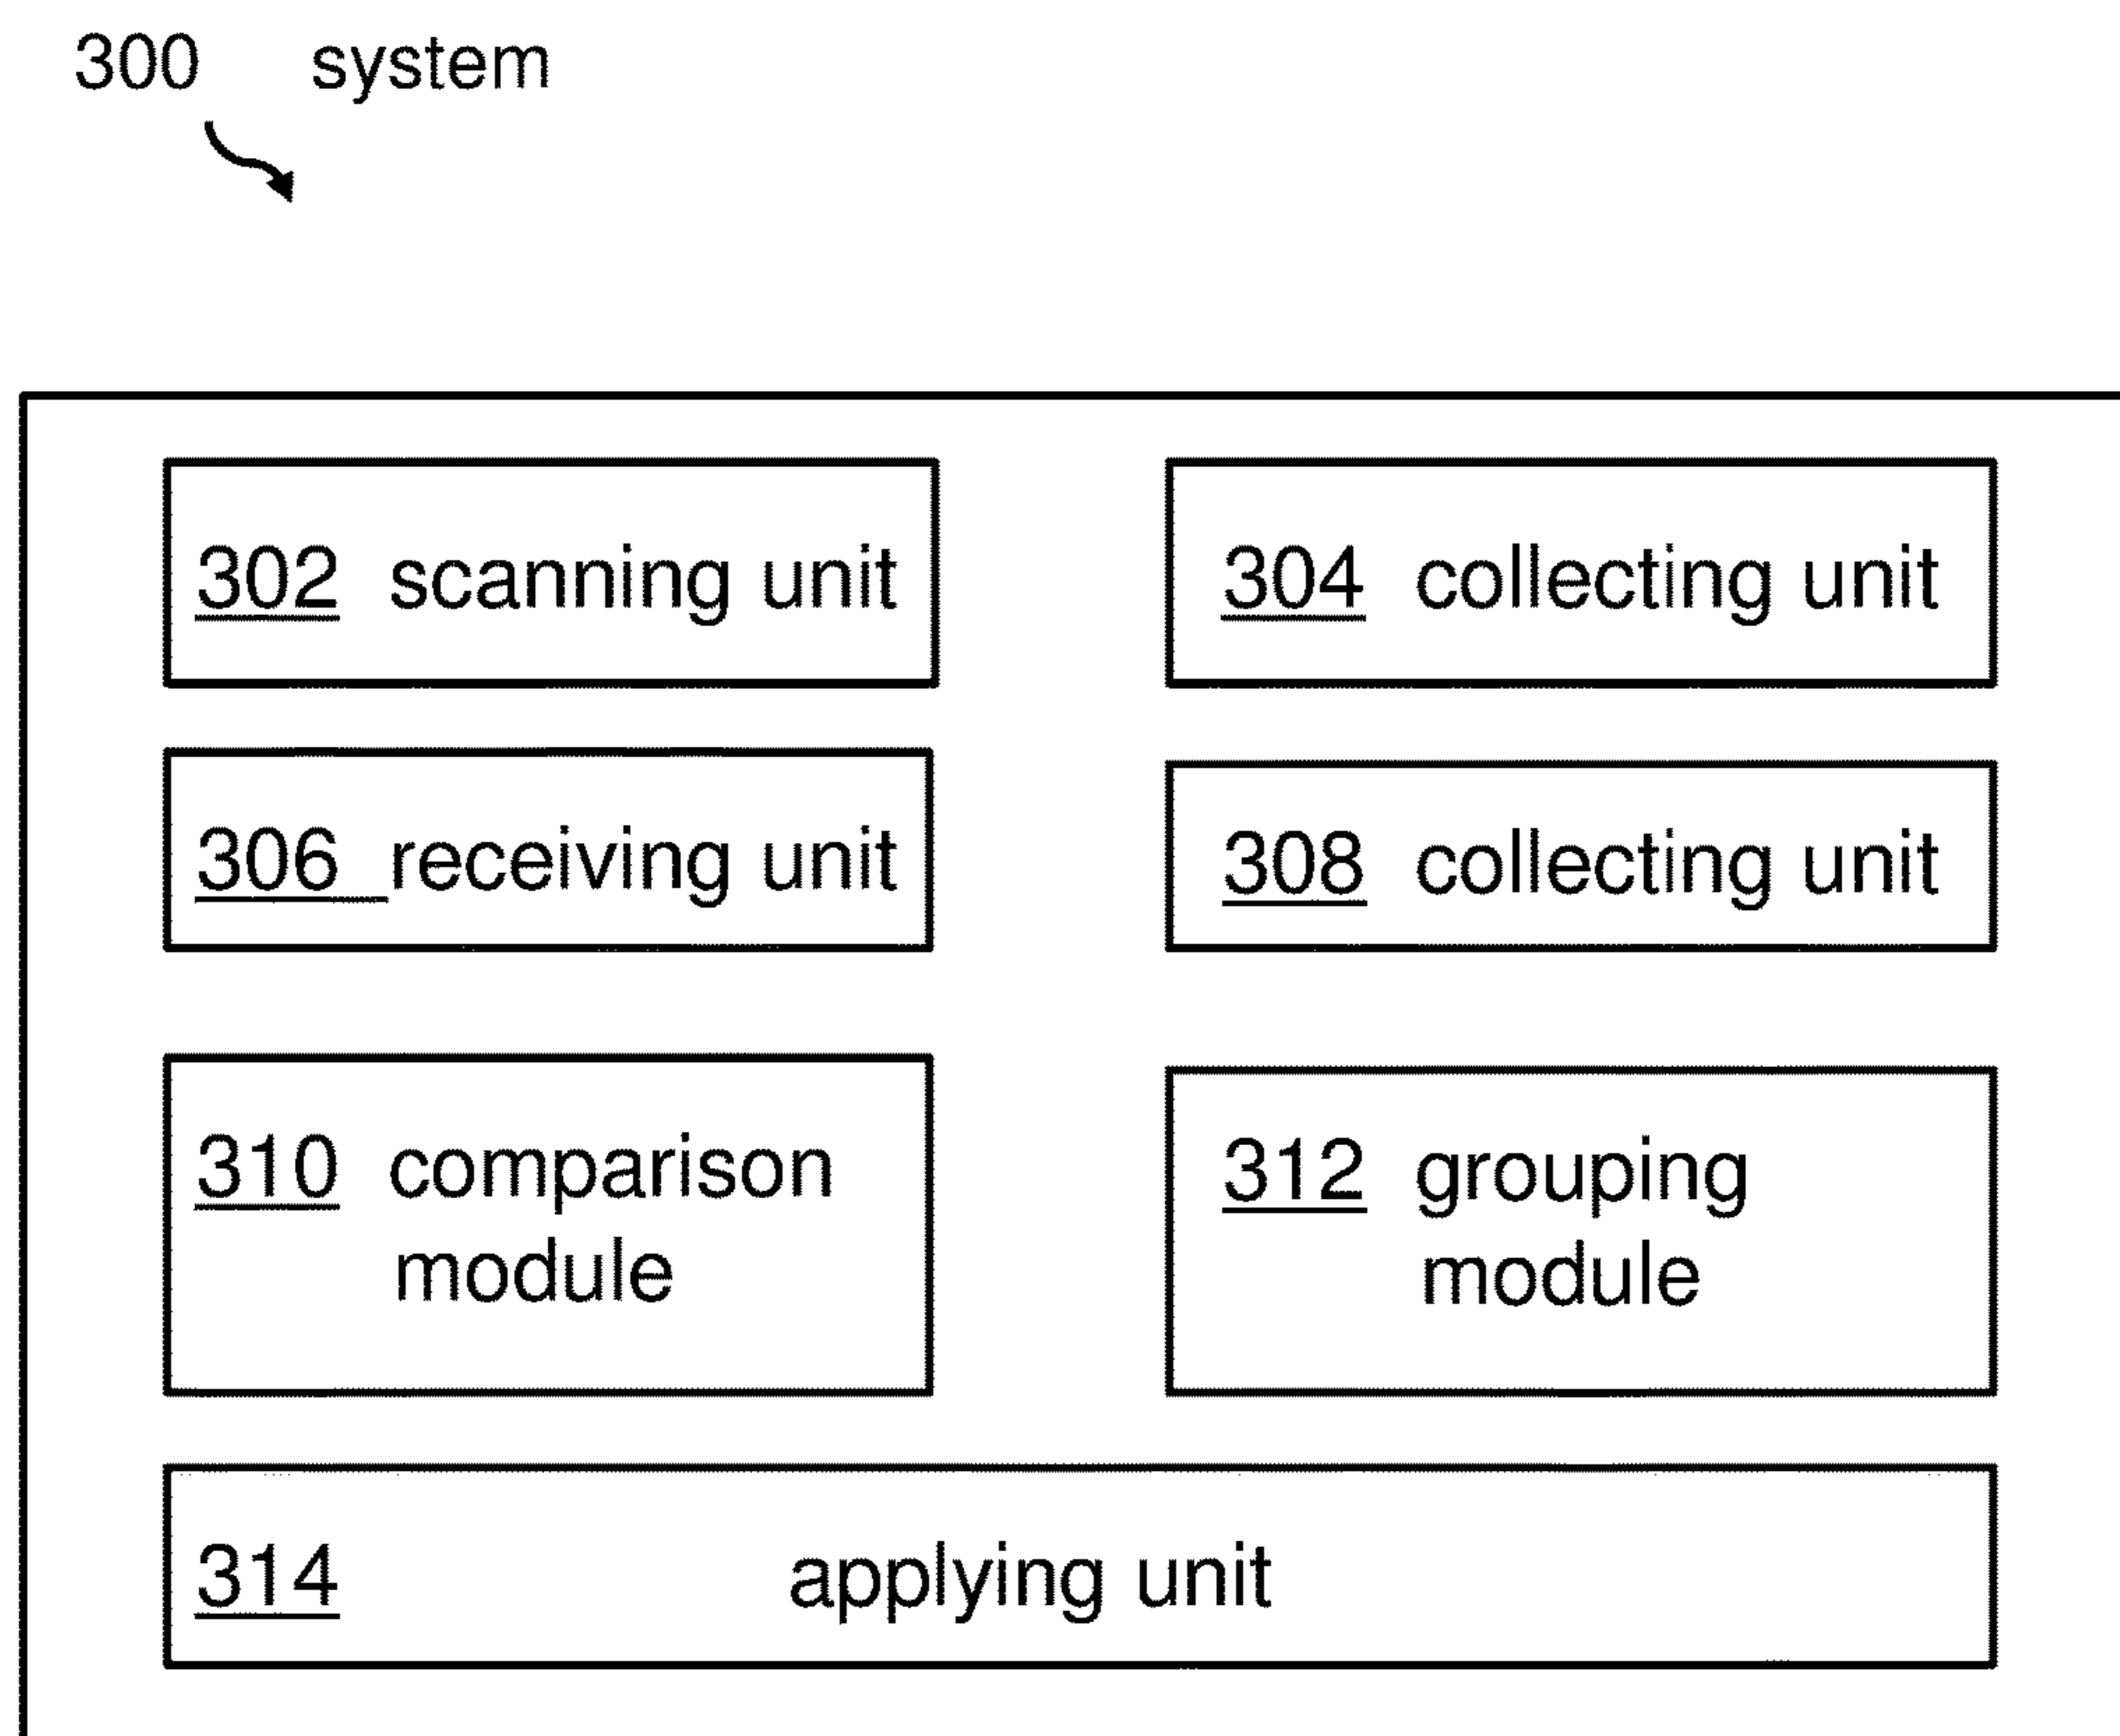 300 system
302 scanning unit
304 collecting unit
306 receiving unit
308 collecting unit
310 comparison
module
312 grouping
module
314 applying unit